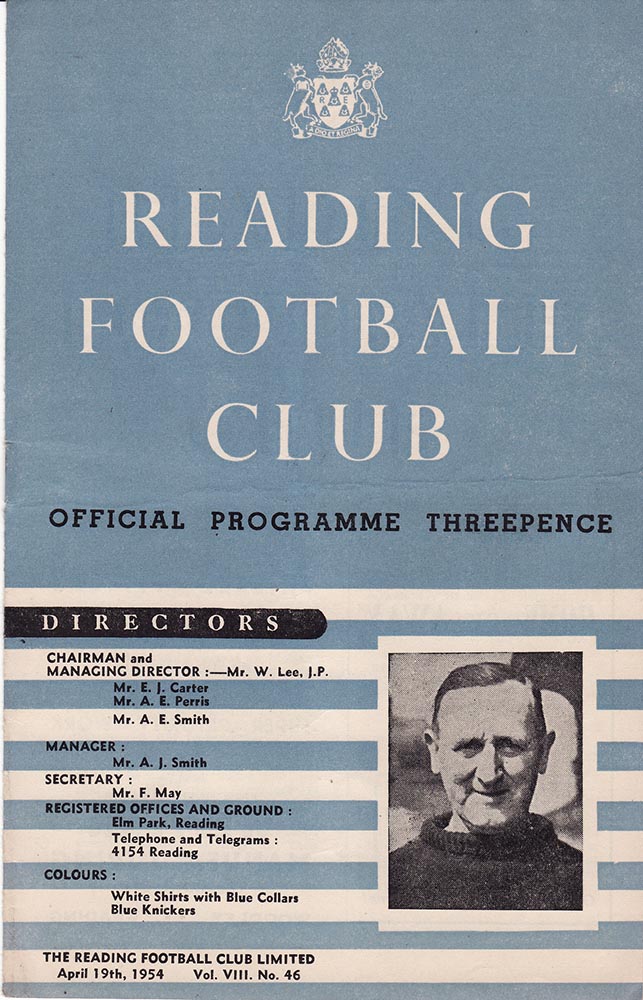 R E
A DIO ET REGINA
READING
FOOTBALL
CLUB
OFFICIAL PROGRAMME THREEPENCE
DIRECTORS
CHAIRMAN and
MANAGING DIRECTOR :—Mr. W. Lee, J.P.
Mr. E. J. Carter
Mr. A. E. Perris
Mr. A. E. Smith
MANAGER :
Mr. A. J. Smith
SECRETARY :
Mr. F. May
REGISTERED OFFICES AND GROUND :
Elm Park, Reading
Telephone and Telegrams :
4154 Reading
COLOURS :
White Shirts with Blue Collars
Blue Knickers
THE READING FOOTBALL CLUB LIMITED
April 19th, 1954 Vol. VIII. No. 46